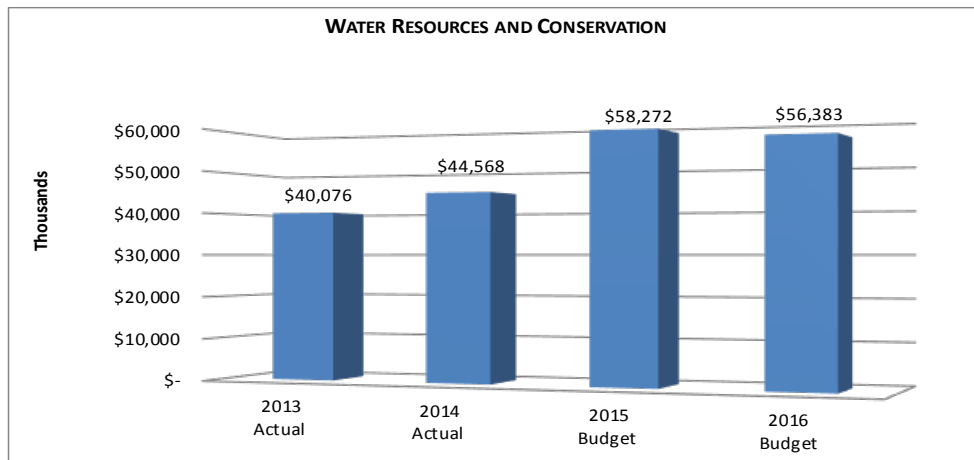 WATER RESOURCES AND CONSERVATION
Thousands
$60,000
$50,000
$40,000
$30,000
$20,000
$10,000
$-
$40,076
$44,568
$58,272
$56,383
2013
Actual
2014
Actual
2015
Budget
2016
Budget